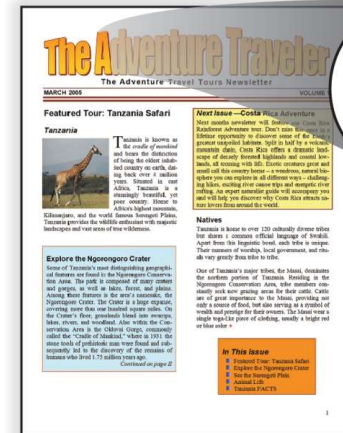 The Adventure Traveler
The Adventure Travel Tours Newsletter
MARCH 2005
VOLUME
Featured Tour: Tanzania Safari
Tanzania
Tanzania is known as
the cradle of mankind
and bears the distinction
of being the oldest inhab-
ited country on earth, dat-
ing back over 8 million
years. Situated in east
Africa, Tanzania is a
stunningly beautiful, yet
poor country. Home to
Africa's highest mountain,
Kilimanjaro, and the world famous Serengeti Plains,
Tanzania provides the wildlife enthusiast with majestic
landscapes and vast areas of true wilderness.
Explore the Ngorongoro Crater
Some of Tanzania's most distinguishing geographi-
cal features are found in the Ngorongoro Conserva-
tion Area. The park is composed of many craters
and gorges, as well as lakes, forest, and plains.
Among these features is the area's namesake, the
Ngorongoro Crater. The Crater is a huge expanse,
covering more than one hundred square miles. On
the Crater's floor, grasslands blend into swamps,
lakes, rivers, and woodland. Also within the Con-
servation Area is the Olduvai Gorge, commonly
called the "Cradle of Mankind," where in 1931 the
stone tools of prehistoric man were found and sub-
sequently led to the discovery of the remains of
humans who lived 1.75 million years ago.
Continued on page 2
Next Issue—Costa Rica Adventure
Next months newsletter will feature our Costa Rica
Rainforest Adventure tour. Don't miss this once in a
lifetime opportunity to discover some of the Earth's
greatest unspoiled habitats. Split in half by a volcanic
mountain chain, Costa Rica offers a dramatic land-
scape of densely forested highlands and coastal low-
lands, all teeming with life. Exotic creatures great and
small call this country home – a wondrous, natural bio-
sphere you can explore in all different ways - challeng-
ing hikes, exciting river canoe trips and energetic river
rafting. An expert naturalist guide will accompany you
and will help you discover why Costa Rica attracts na-
ture lovers from around the world.
Natives
Tanzania is home to over 120 culturally diverse tribes
but shares a common official language of Swahili.
Apart from this linguistic bond, each tribe is unique.
Their manners of worship, local government, and ritu-
als vary greatly from tribe to tribe.
One of Tanzania's major tribes, the Massi, dominates
the northern portion of Tanzania. Residing in the
Ngorongoro Conservation Area, tribe members con-
stantly seek new grazing areas for their cattle. Cattle
are of great importance to the Massi, providing not
only a source of food, but also serving as a symbol of
wealth and prestige for their owners. The Massi wear a
single toga-like piece of clothing, usually a bright red
or blue color
In This Issue
Featured Tour: Tanzania Safari
Explore the Ngorongoro Crater
See the Serengeti Plain
Animal Life
Tanzania FACTS
1